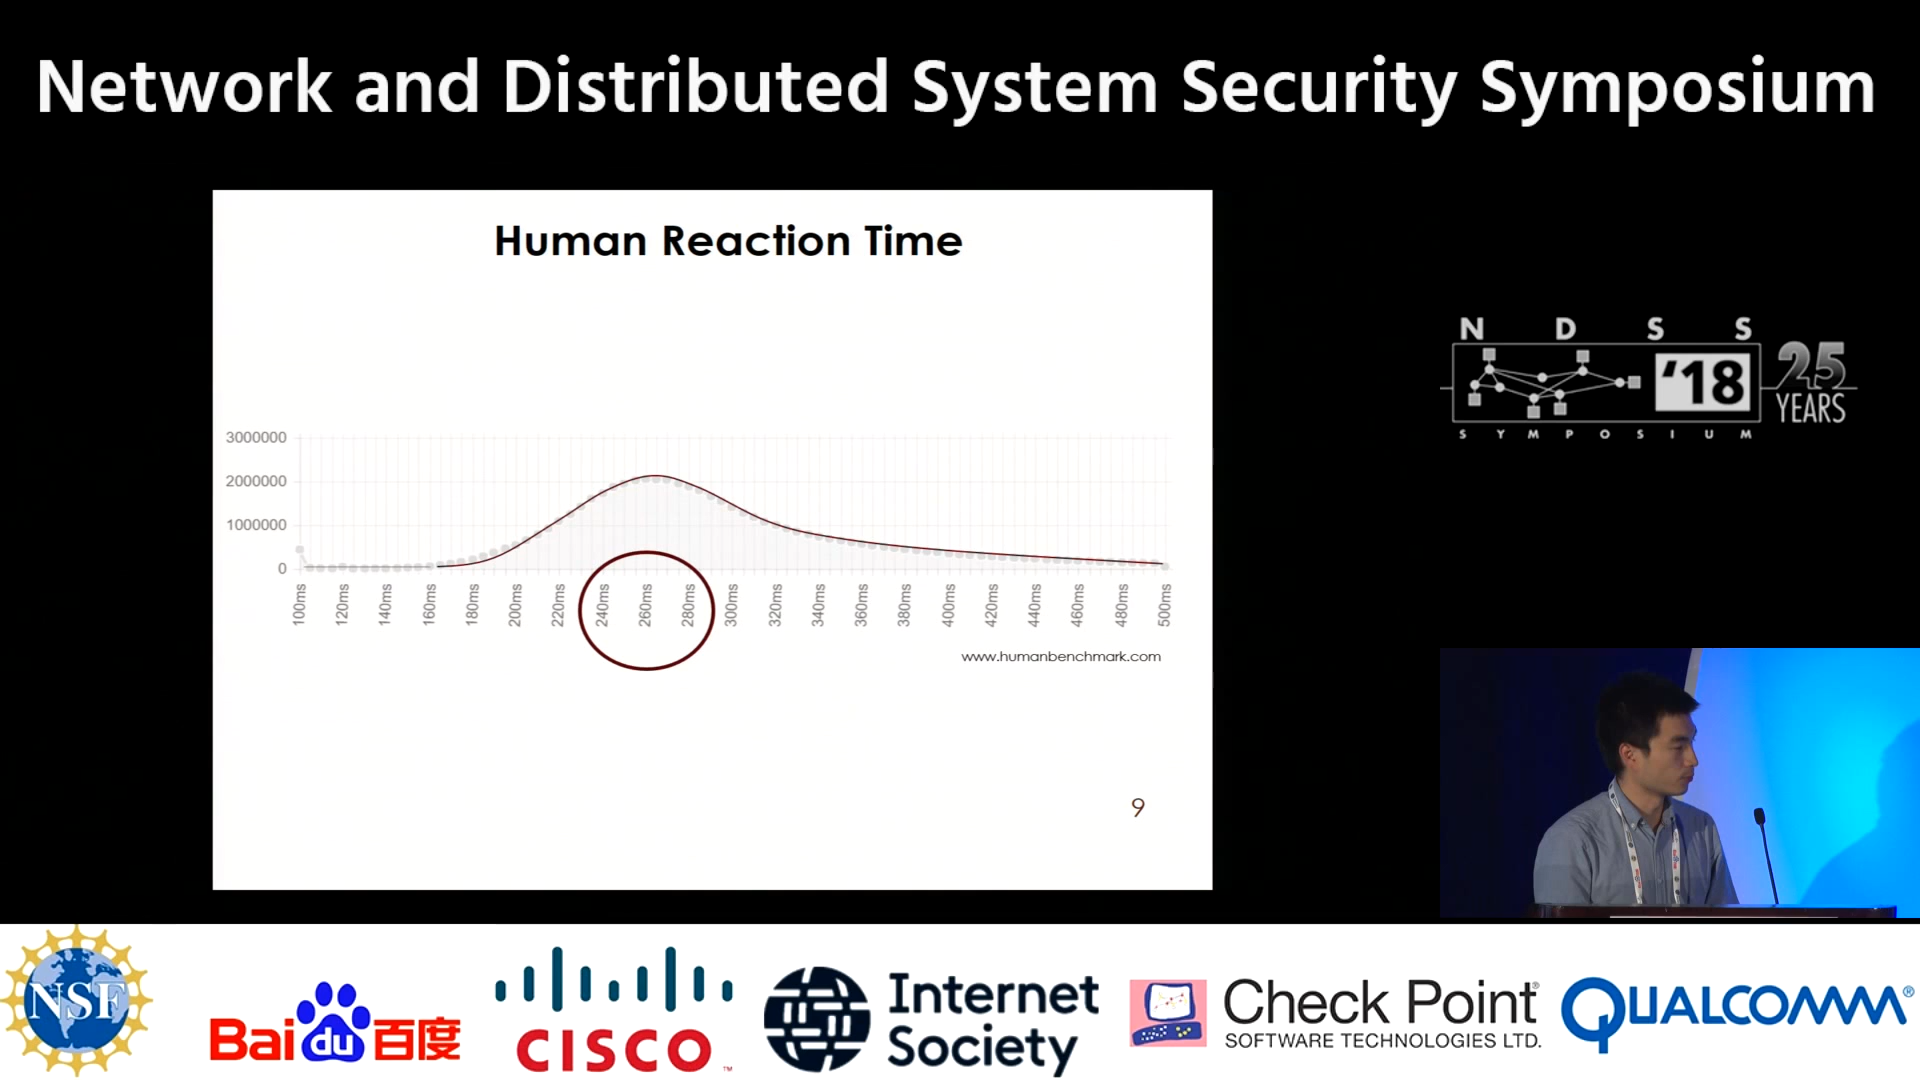 Network and Distributed System Security Symposium
Human Reaction Time
3000000
2000000
1000000
0
100ms
120ms
140ms
160ms
180ms
200ms
220ms
240ms
260ms
280ms
300ms
320ms
340ms
360ms
380ms
400ms
420ms
440ms
460ms
480ms
500ms
www.humanbenchmark.com
9
N D S S
'18
25
YEARS
S Y M P O S I U M
NSF
Bai du 百度
CISCO ™
Internet
Society
Check Point
SOFTWARE TECHNOLOGIES LTD.
QUALCOMM®